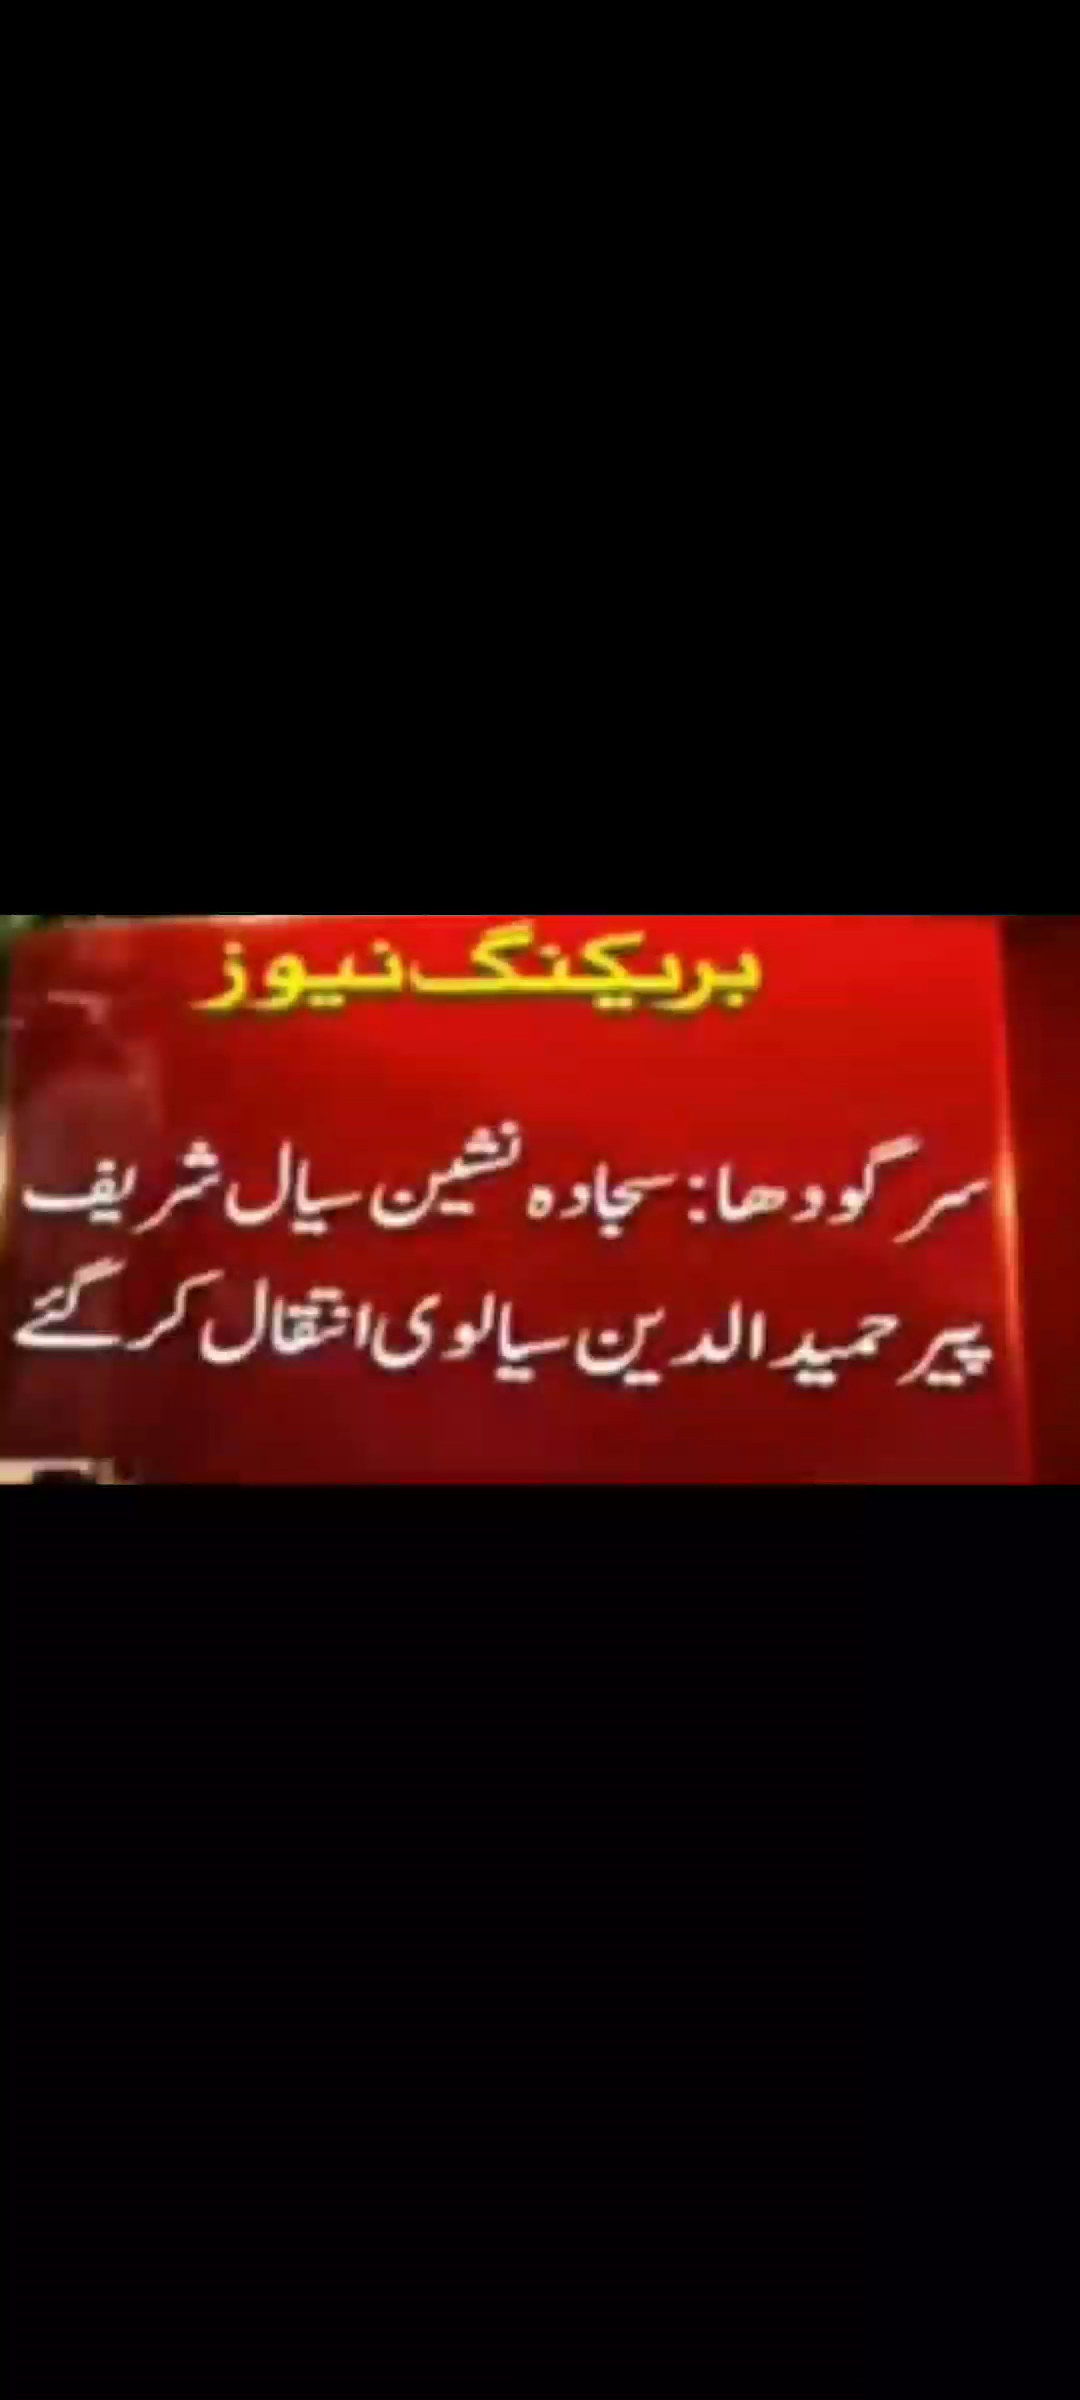 بریکنگ نیوز
سرگودھا: سجادہ نشین سیال شریف
پیر حمید الدین سیالوی انتقال کر گئے